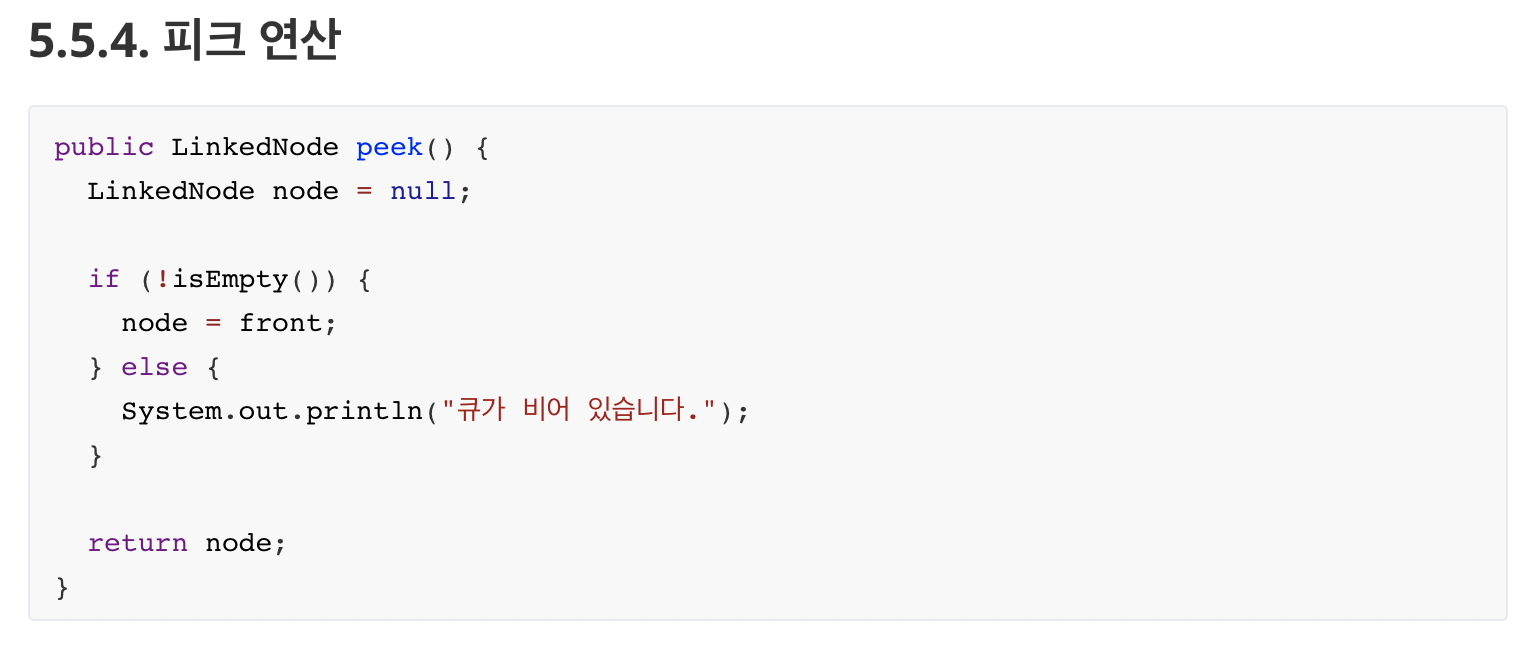 5.5.4. 피크 연산
public LinkedNode peek() {
  LinkedNode node = null;

  if (!isEmpty()) {
    node = front;
  } else {
    System.out.println("큐가 비어 있습니다.");
  }

  return node;
}